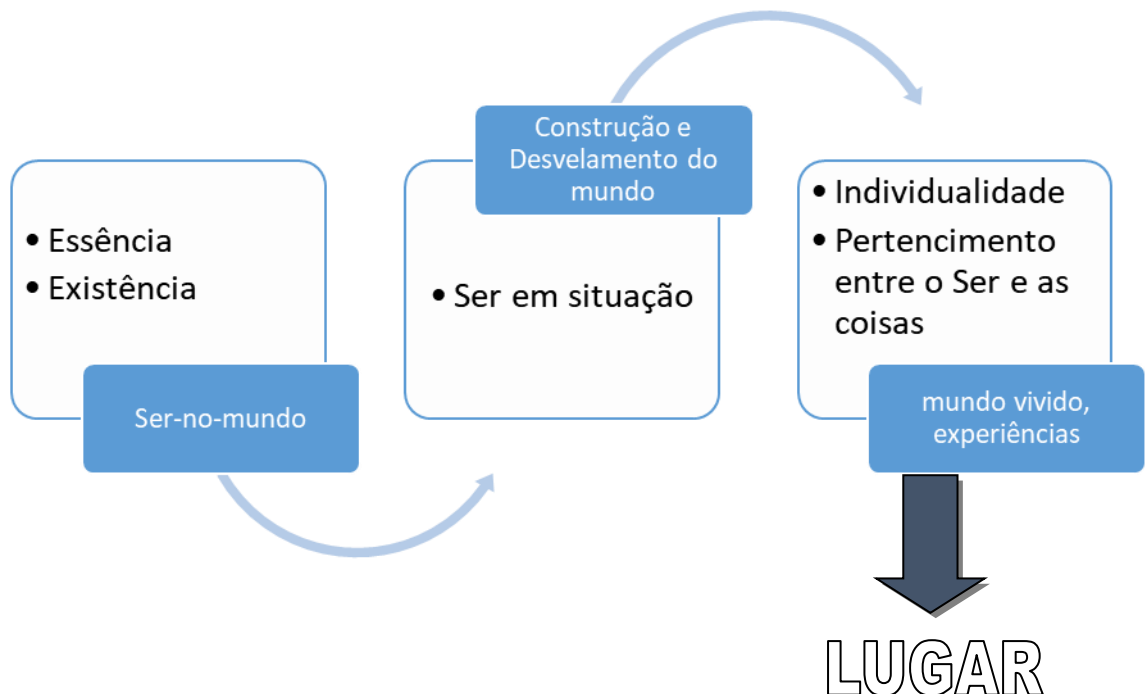 • Essência
• Existência
Ser-no-mundo
Construção e
Desvelamento do
mundo
• Ser em situação
• Individualidade
• Pertencimento
entre o Ser e as
coisas
mundo vivido,
experiências
LUGAR